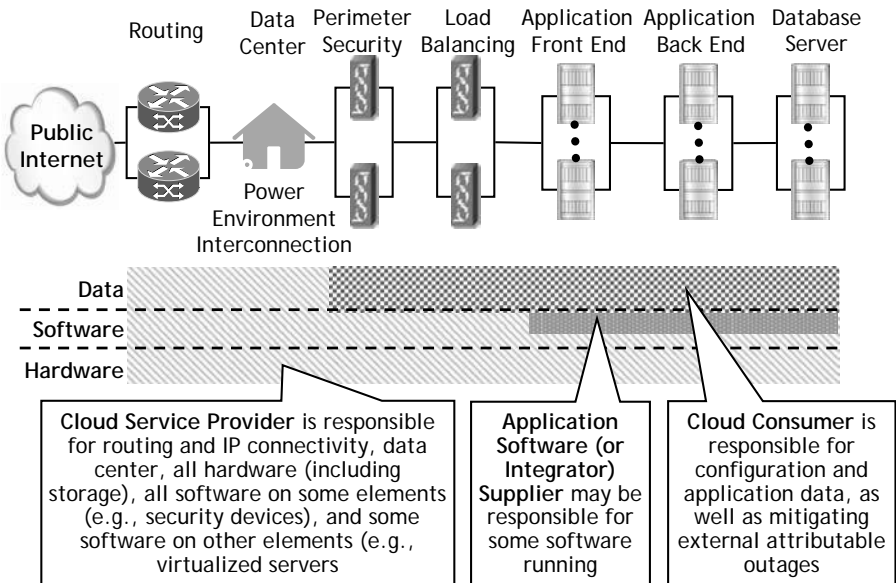 Routing
Data
Center
Perimeter
Security
Load
Balancing
Application
Front End
Application
Back End
Database
Server
Public
Internet
Power
Environment
Interconnection
Data
Software
Hardware
Cloud Service Provider is responsible
for routing and IP connectivity, data
center, all hardware (including
storage), all software on some elements
(e.g., security devices), and some
software on other elements (e.g.,
virtualized servers
Application
Software (or
Integrator)
Supplier may be
responsible for
some software
running
Cloud Consumer is
responsible for
configuration and
application data, as
well as mitigating
external attributable
outages